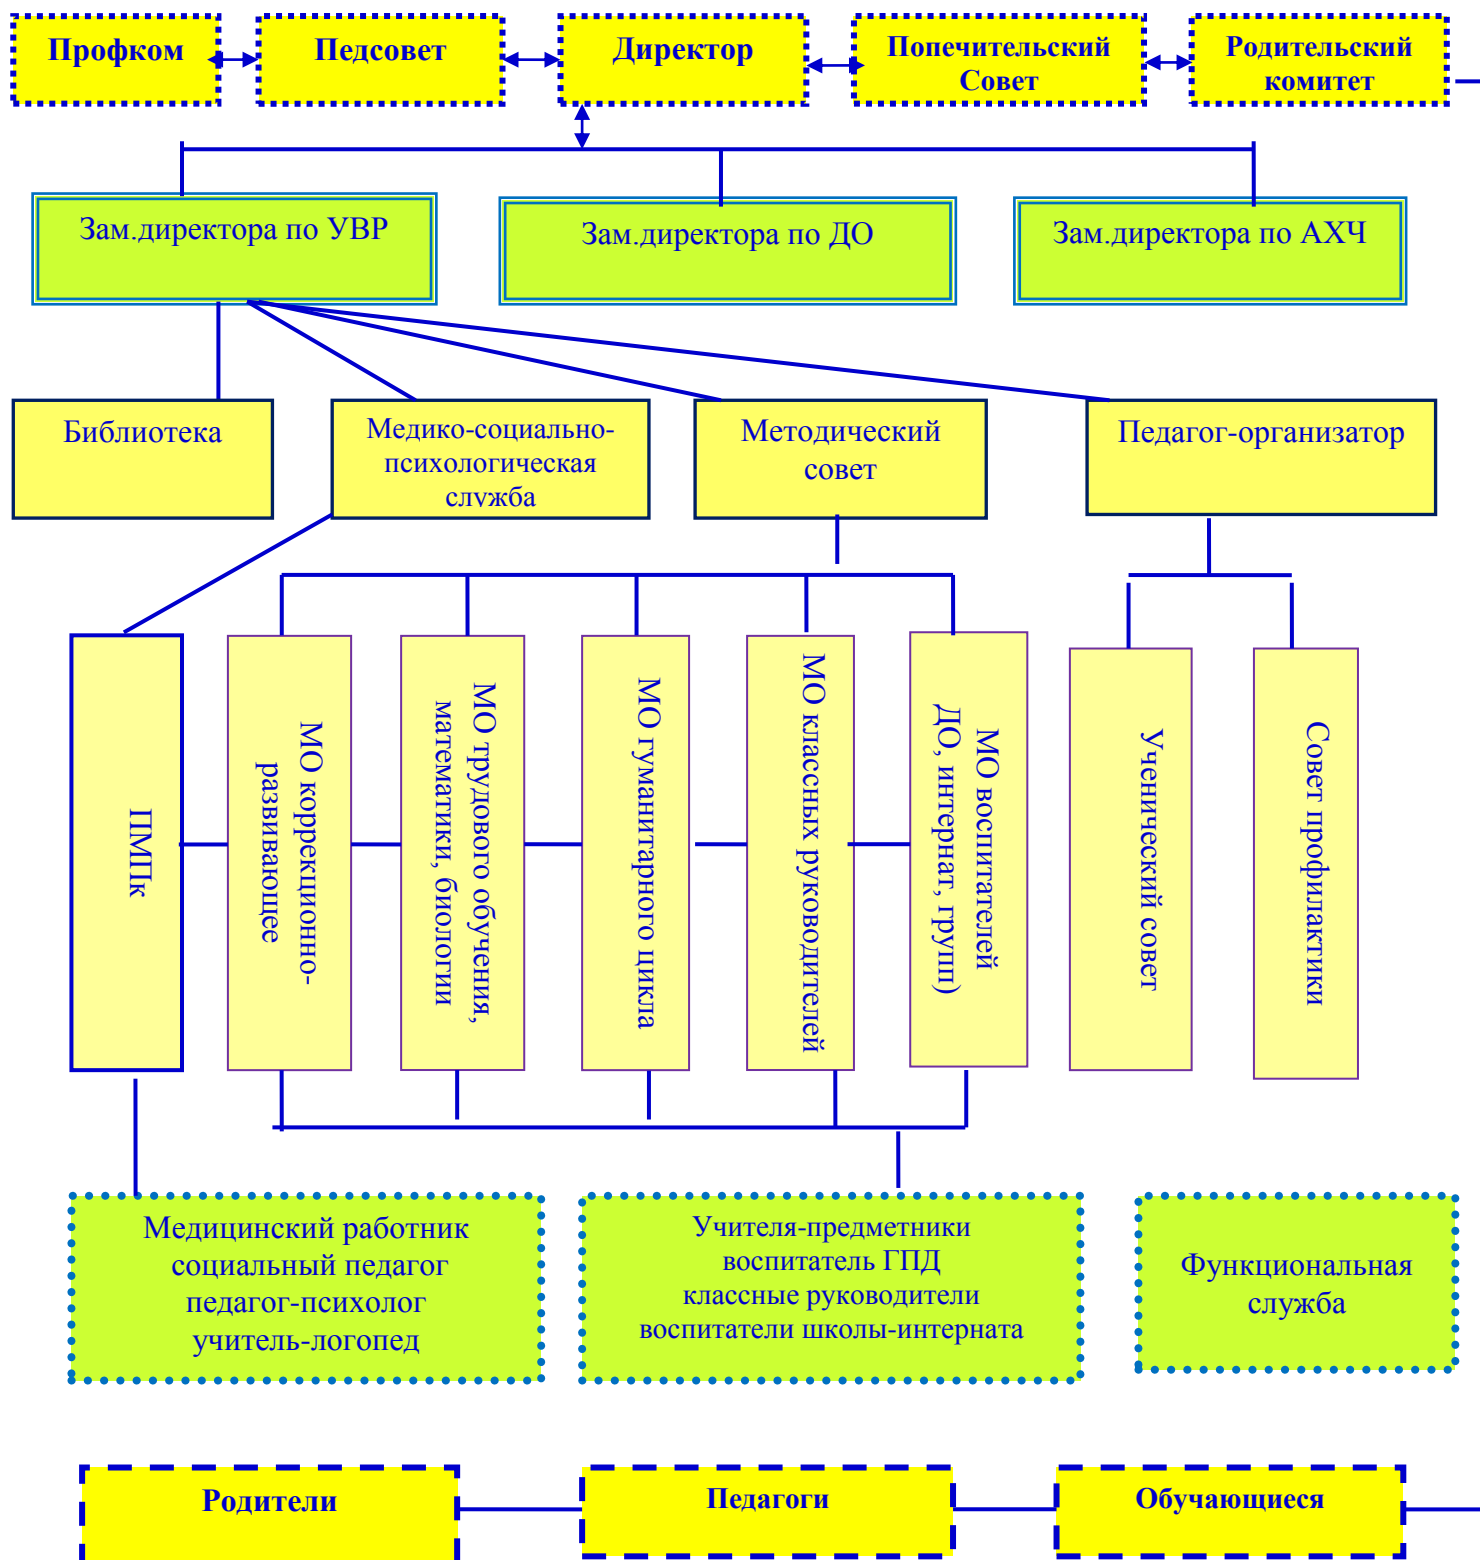 Профком
Педсовет
Директор
Попечительский
Совет
Родительский
комитет
Зам.директора по УВР
Зам.директора по ДО
Зам.директора по АХЧ
Библиотека
Медико-социально-
психологическая
служба
Методический
совет
Педагог-организатор
ПМПк
МО коррекционно-
развивающее
МО трудового обучения,
математики, биологии
МО гуманитарного цикла
МО классных руководителей
МО воспитателей
ДО, интернат, групп)
Ученический совет
Совет профилактики
Медицинский работник
социальный педагог
педагог-психолог
учитель-логопед
Учителя-предметники
воспитатель ГПД
классные руководители
воспитатели школы-интерната
Функциональная
служба
Родители
Педагоги
Обучающиеся